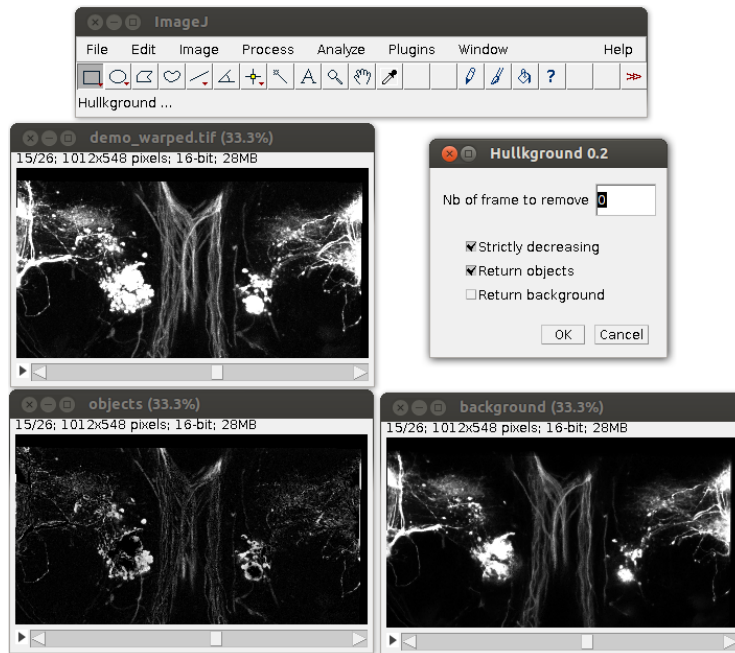 ImageJ
File Edit Image Process Analyze Plugins Window Help
A ?
Hullkground ...
demo_warped.tif (33.3%)
15/26; 1012x548 pixels; 16-bit; 28MB
Hullkground 0.2
Nb of frame to remove 0
Strictly decreasing
Return objects
Return background
OK Cancel
objects (33.3%)
15/26; 1012x548 pixels; 16-bit; 28MB
background (33.3%)
15/26; 1012x548 pixels; 16-bit; 28MB